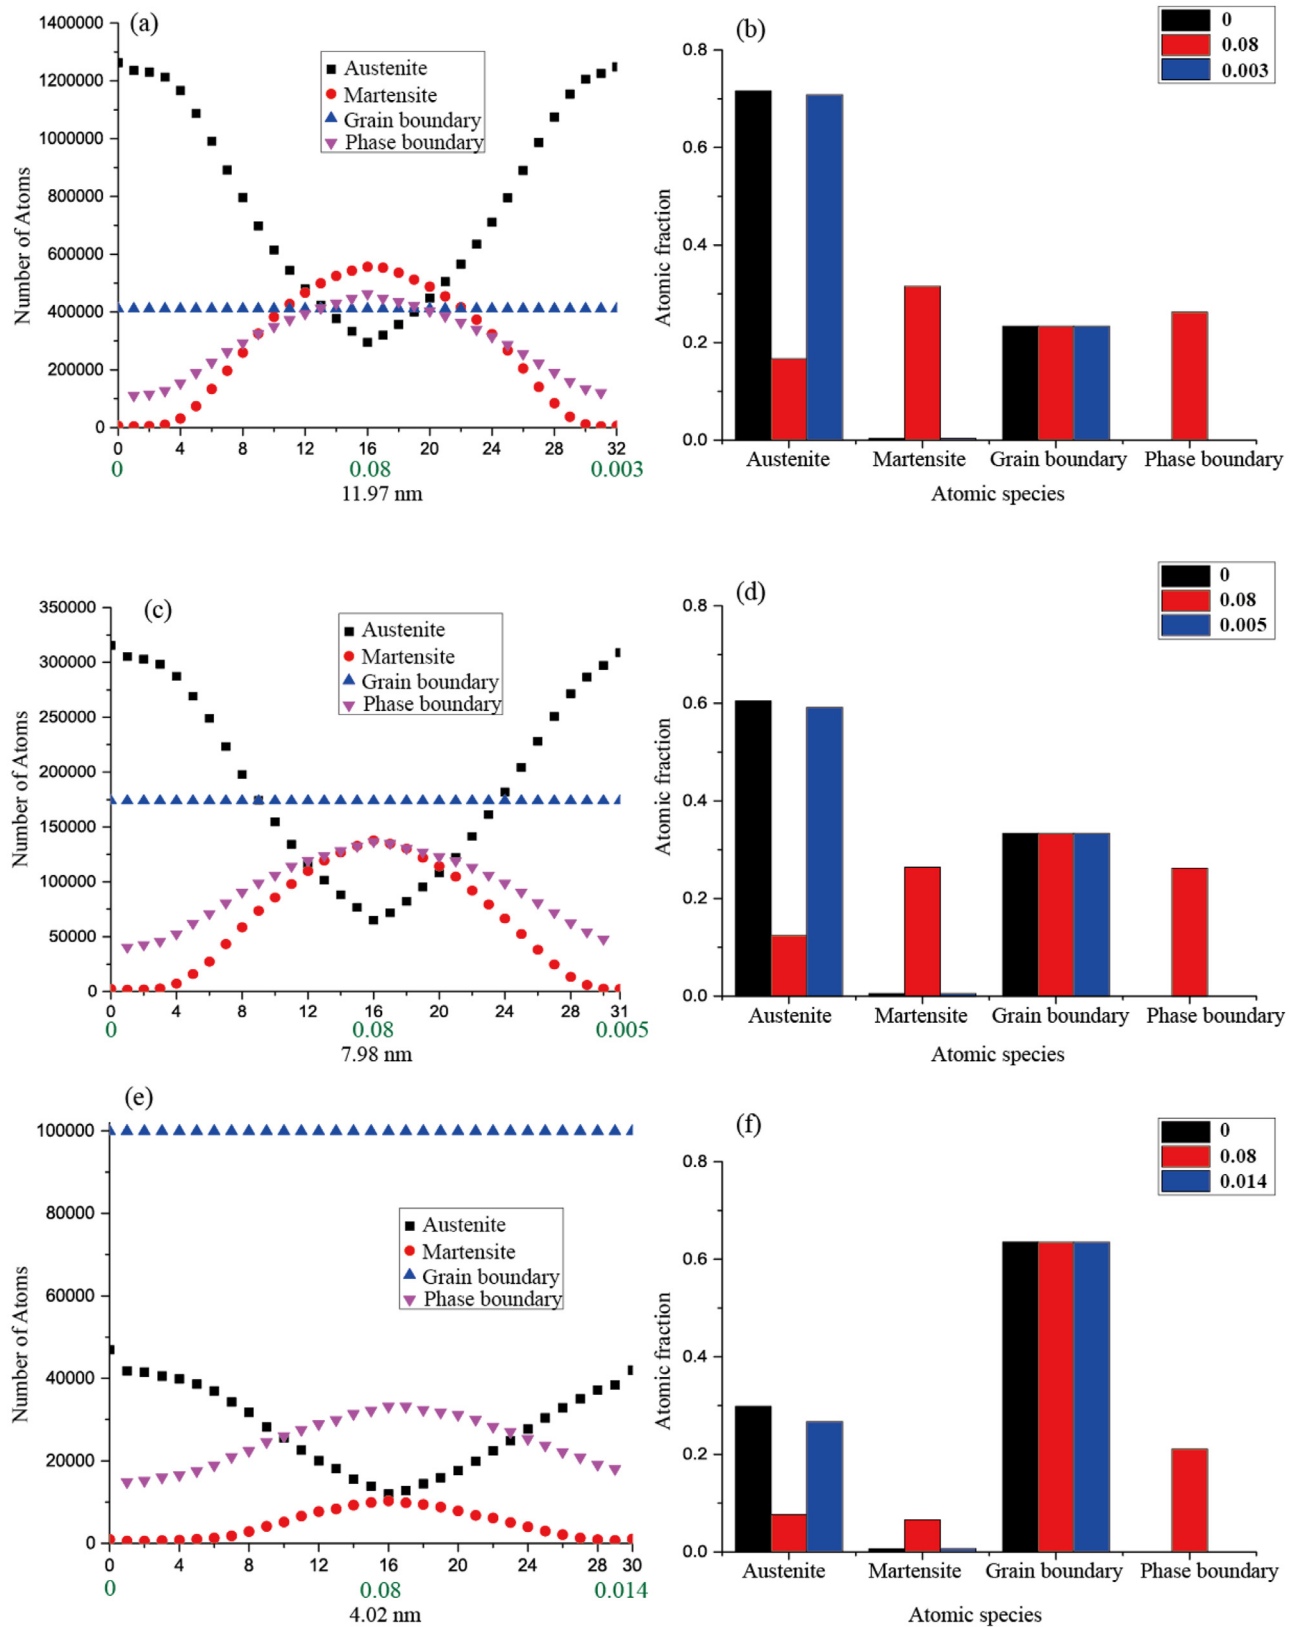 (a)
1400000
1200000
1000000
800000
600000
400000
200000
0
Number of Atoms
Austenite
Martensite
Grain boundary
Phase boundary
0 4 8 12 16 20 24 28 32
0 0.08 0.003
11.97 nm
(b)
0
0.08
0.003
0.8
0.6
0.4
0.2
0.0
Atomic fraction
Austenite Martensite Grain boundary Phase boundary
Atomic species
(c)
350000
300000
250000
200000
150000
100000
50000
0
Number of Atoms
Austenite
Martensite
Grain boundary
Phase boundary
0 4 8 12 16 20 24 28 31
0 0.08 0.005
7.98 nm
(d)
0
0.08
0.005
0.8
0.6
0.4
0.2
0.0
Atomic fraction
Austenite Martensite Grain boundary Phase boundary
Atomic species
(e)
100000
80000
60000
40000
20000
0
Number of Atoms
Austenite
Martensite
Grain boundary
Phase boundary
0 4 8 12 16 20 24 28 30
0 0.08 0.014
4.02 nm
(f)
0
0.08
0.014
0.8
0.6
0.4
0.2
0.0
Atomic fraction
Austenite Martensite Grain boundary Phase boundary
Atomic species